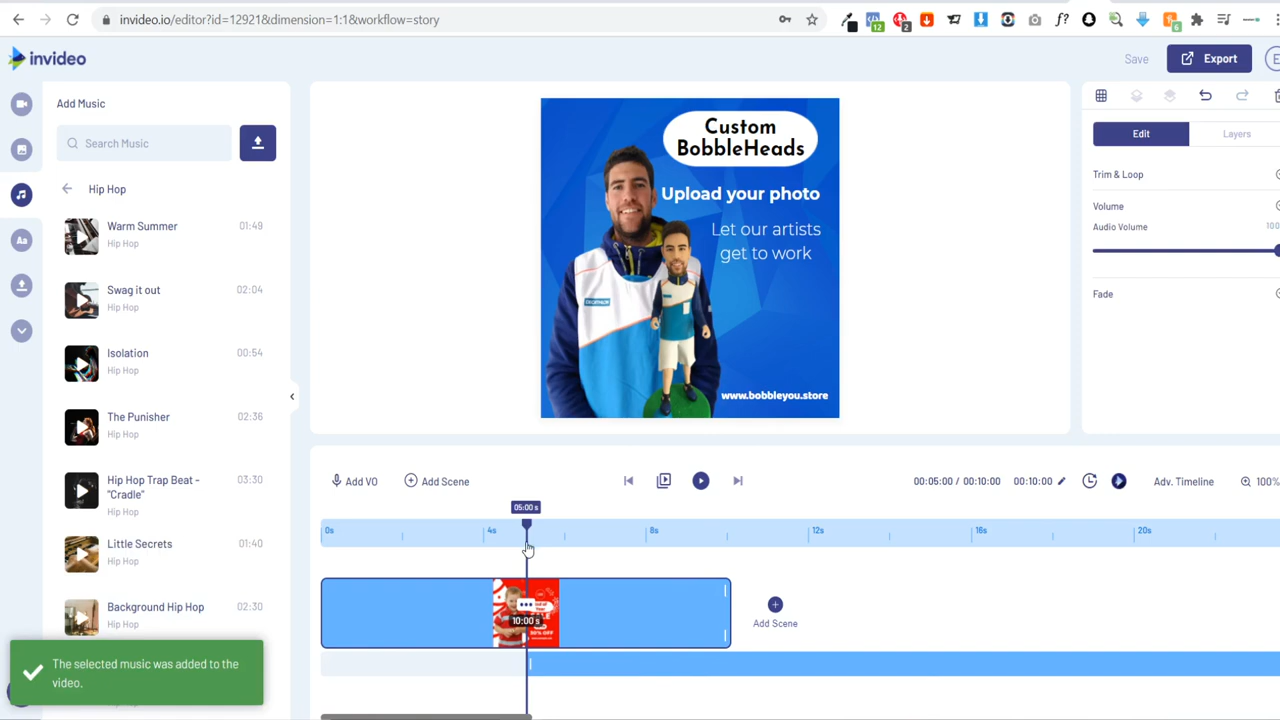 invideo.io/editor?id=12921&dimension=1:1&workflow=story
12
2
f?
6
invideo
Save
Export
E
Add Music
Search Music
Hip Hop
Warm Summer 01:49
Hip Hop
Swag it out 02:04
Hip Hop
Isolation 00:54
Hip Hop
The Punisher 02:36
Hip Hop
Hip Hop Trap Beat - 03:30
"Cradle"
Hip Hop
Little Secrets 01:40
Hip Hop
Background Hip Hop 02:30
Aa
Custom
BobbleHeads
Upload your photo
Let our artists
get to work
www.bobbleyou.store
Edit Layers
Trim & Loop
Volume
Audio Volume 100
Fade
Add VO Add Scene
00:05:00 / 00:10:00 00:10:00 Adv. Timeline 100%
05:00 s
0s 4s 8s 12s 16s 20s
10:00 s
Add Scene
The selected music was added to the
video.